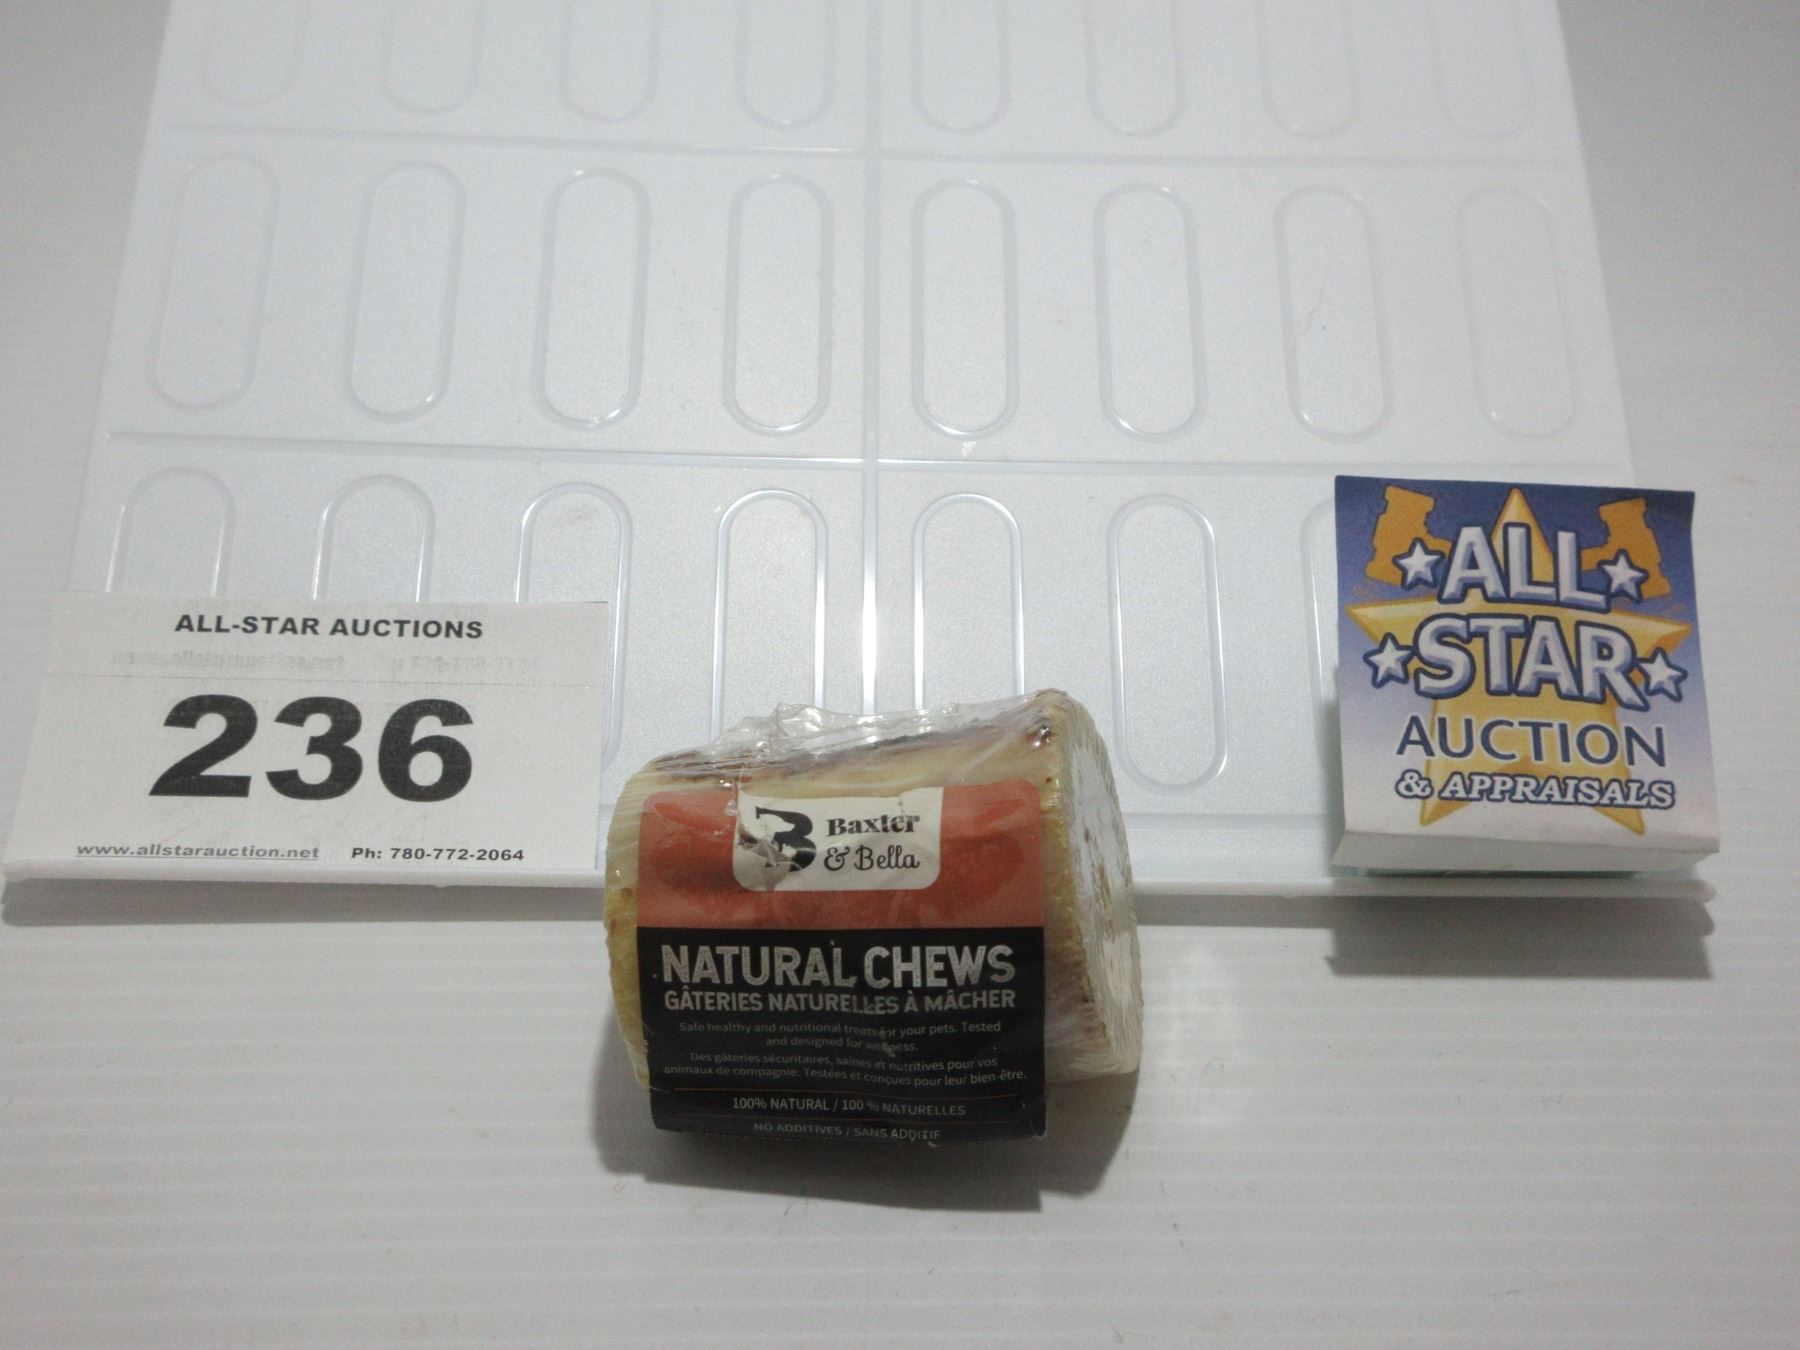 ALL-STAR AUCTIONS
236
www.allstarauction.net Ph: 780-772-2064
ALL
STAR
AUCTION
& APPRAISALS
B Baxter
& Bella
NATURAL CHEWS
GÂTERIES NATURELLES À MÂCHER
Safe healthy and nutritional treats for your pets. Tested
and designed for wellness.
Des gâteries sécuritaires, saines et nutritives pour vos
animaux de compagnie. Testées et conçues pour leur bien-être.
100% NATURAL / 100 % NATURELLES
NO ADDITIVES / SANS ADDITIF